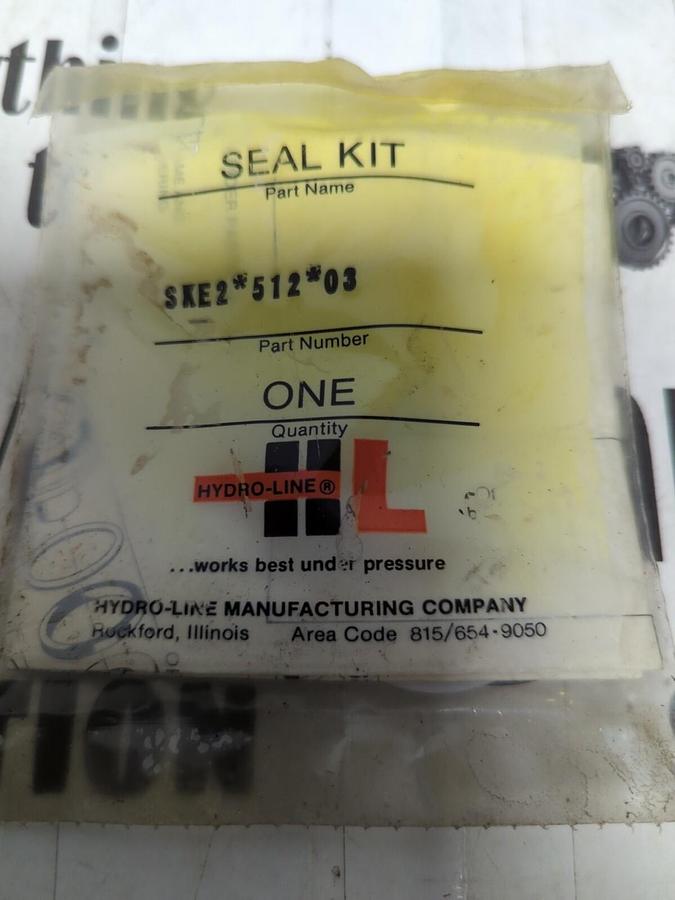 SEAL KIT
Part Name
SKE2*512*03
Part Number
ONE
Quantity
HL
HYDRO-LINE®
...works best under pressure
HYDRO-LINE MANUFACTURING COMPANY
Rockford, Illinois Area Code 815/654-9050